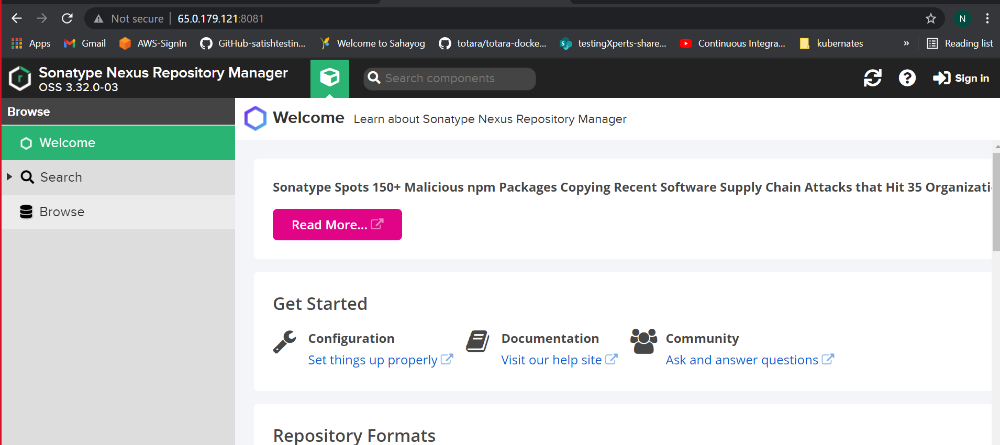 Not secure 65.0.179.121:8081
N
Apps Gmail AWS-SignIn GitHub-satishtestin... Welcome to Sahayog totara/totara-docke... testingXperts-share... Continuous Integra... kubernates » Reading list
Sonatype Nexus Repository Manager
OSS 3.32.0-03
Search components
Sign in
Browse
Welcome Learn about Sonatype Nexus Repository Manager
Welcome
Search
Browse
Sonatype Spots 150+ Malicious npm Packages Copying Recent Software Supply Chain Attacks that Hit 35 Organizati
Read More...
Get Started
Configuration
Set things up properly
Documentation
Visit our help site
Community
Ask and answer questions
Repository Formats